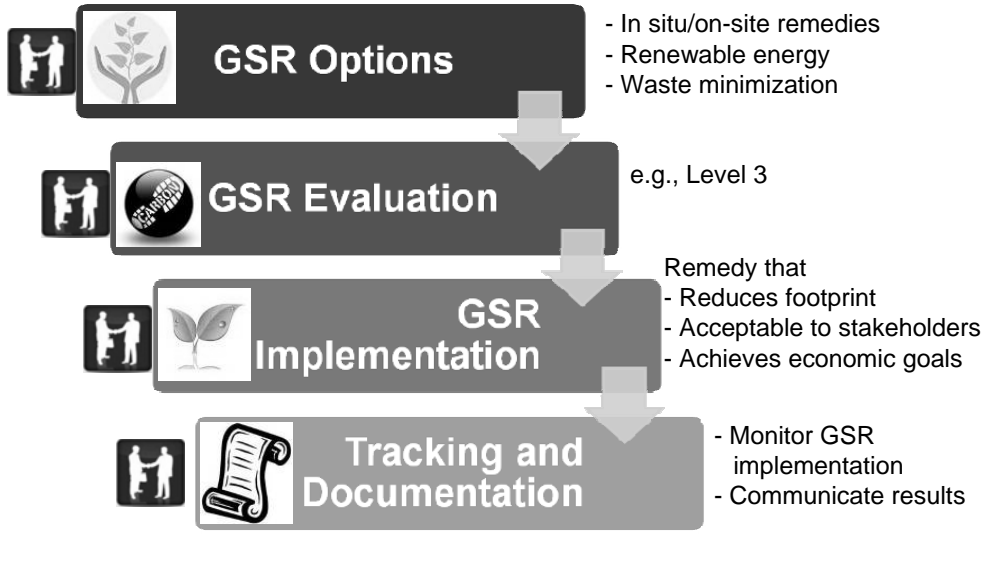 GSR Options
- In situ/on-site remedies
- Renewable energy
- Waste minimization
CARBON
GSR Evaluation
e.g., Level 3
GSR
Implementation
Remedy that
- Reduces footprint
- Acceptable to stakeholders
- Achieves economic goals
Tracking and
Documentation
- Monitor GSR
implementation
- Communicate results